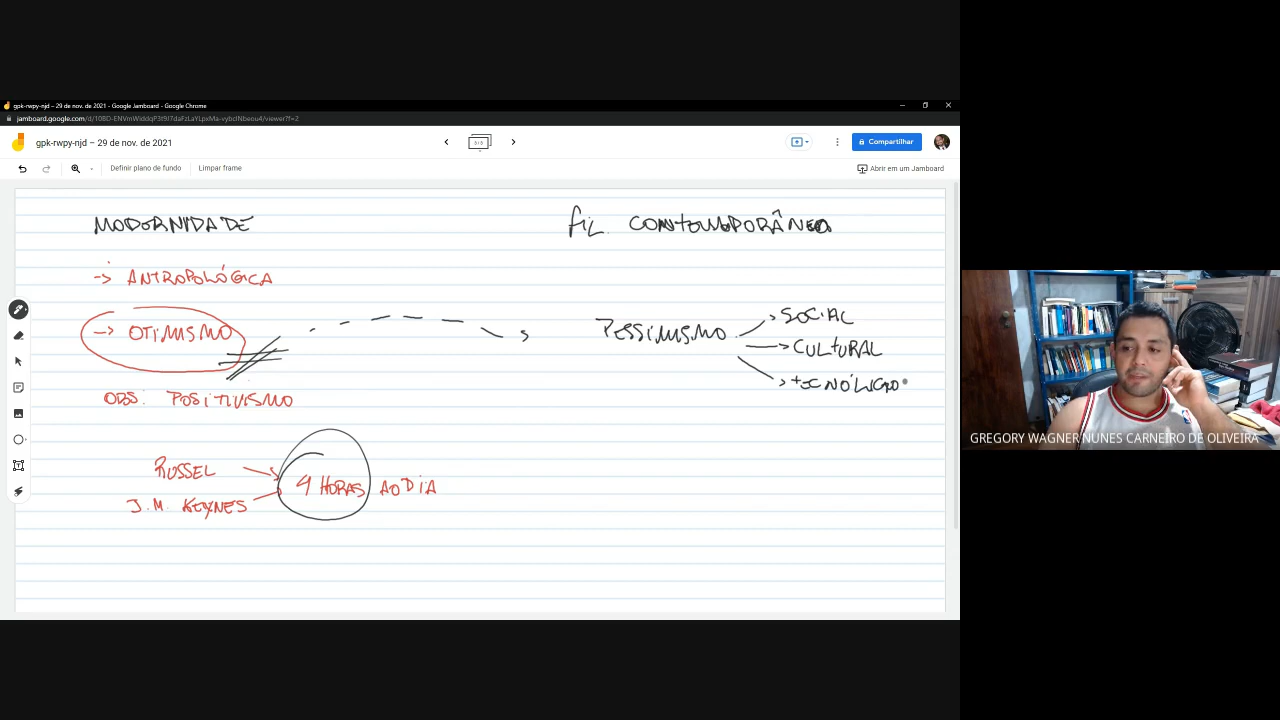 gpk-rwpy-njd – 29 de nov. de 2021 - Google Jamboard - Google Chrome
gpk-rwpy-njd – 29 de nov. de 2021
Compartilhar
Definir plano de fundo
Limpar frame
Abrir em um Jamboard
MODERNIDADE
FIL. CONTEMPORÂNEA
-> ANTROPOLÓGICA
-> OTIMISMO
PESSIMISMO
-> SOCIAL
-> CULTURAL
-> TECNÓLIGRO
OBS: POSITIVISMO
RUSSEL
J.M. KEYNES
4 HORAS AO DIA
GREGORY WAGNER NUNES CARNEIRO DE OLIVEIRA